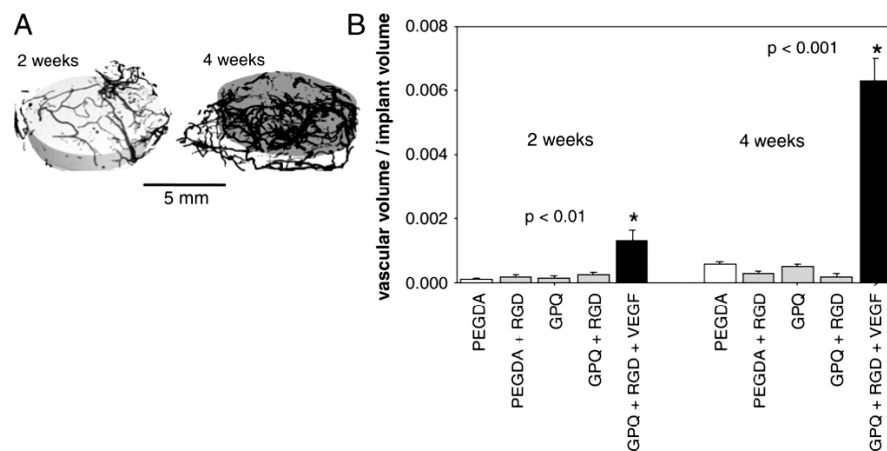 A
2 weeks
4 weeks
5 mm
B
vascular volume / implant volume
0.008
0.006
0.004
0.002
0.000
2 weeks
p < 0.01
*
4 weeks
p < 0.001
*
PEGDA
PEGDA + RGD
GPQ
GPQ + RGD
GPQ + RGD + VEGF
PEGDA
PEGDA + RGD
GPQ
GPQ + RGD
GPQ + RGD + VEGF